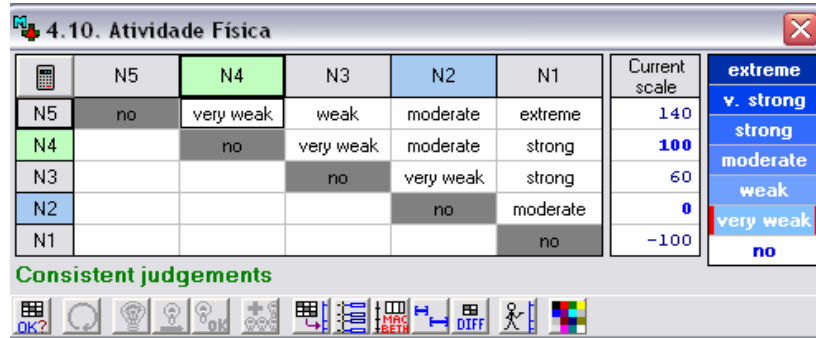 4.10. Atividade Física
N5 N4 N3 N2 N1 Current scale
N5 no very weak weak moderate extreme 140
N4 no very weak moderate strong 100
N3 no very weak strong 60
N2 no moderate 0
N1 no -100
extreme
v. strong
strong
moderate
weak
very weak
no
Consistent judgements
OK? OK MAC BETH DIFF